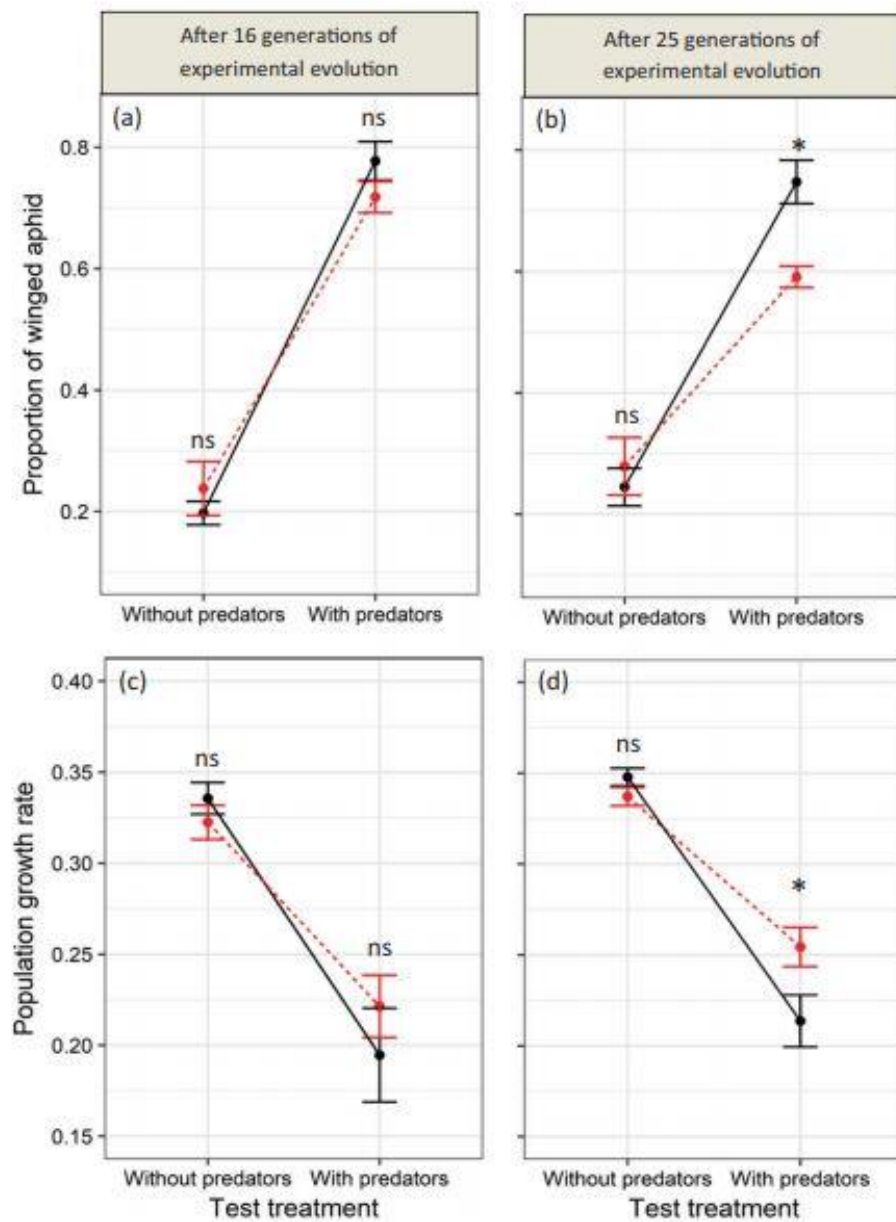 After 16 generations of
experimental evolution
After 25 generations of
experimental evolution
(a)
ns
ns
(b)
*
ns
0.8
0.6
0.4
0.2
Proportion of winged aphid
Without predators
With predators
Without predators
With predators
(c)
ns
ns
(d)
ns
*
0.40
0.35
0.30
0.25
0.20
0.15
Population growth rate
Without predators
With predators
Test treatment
Without predators
With predators
Test treatment